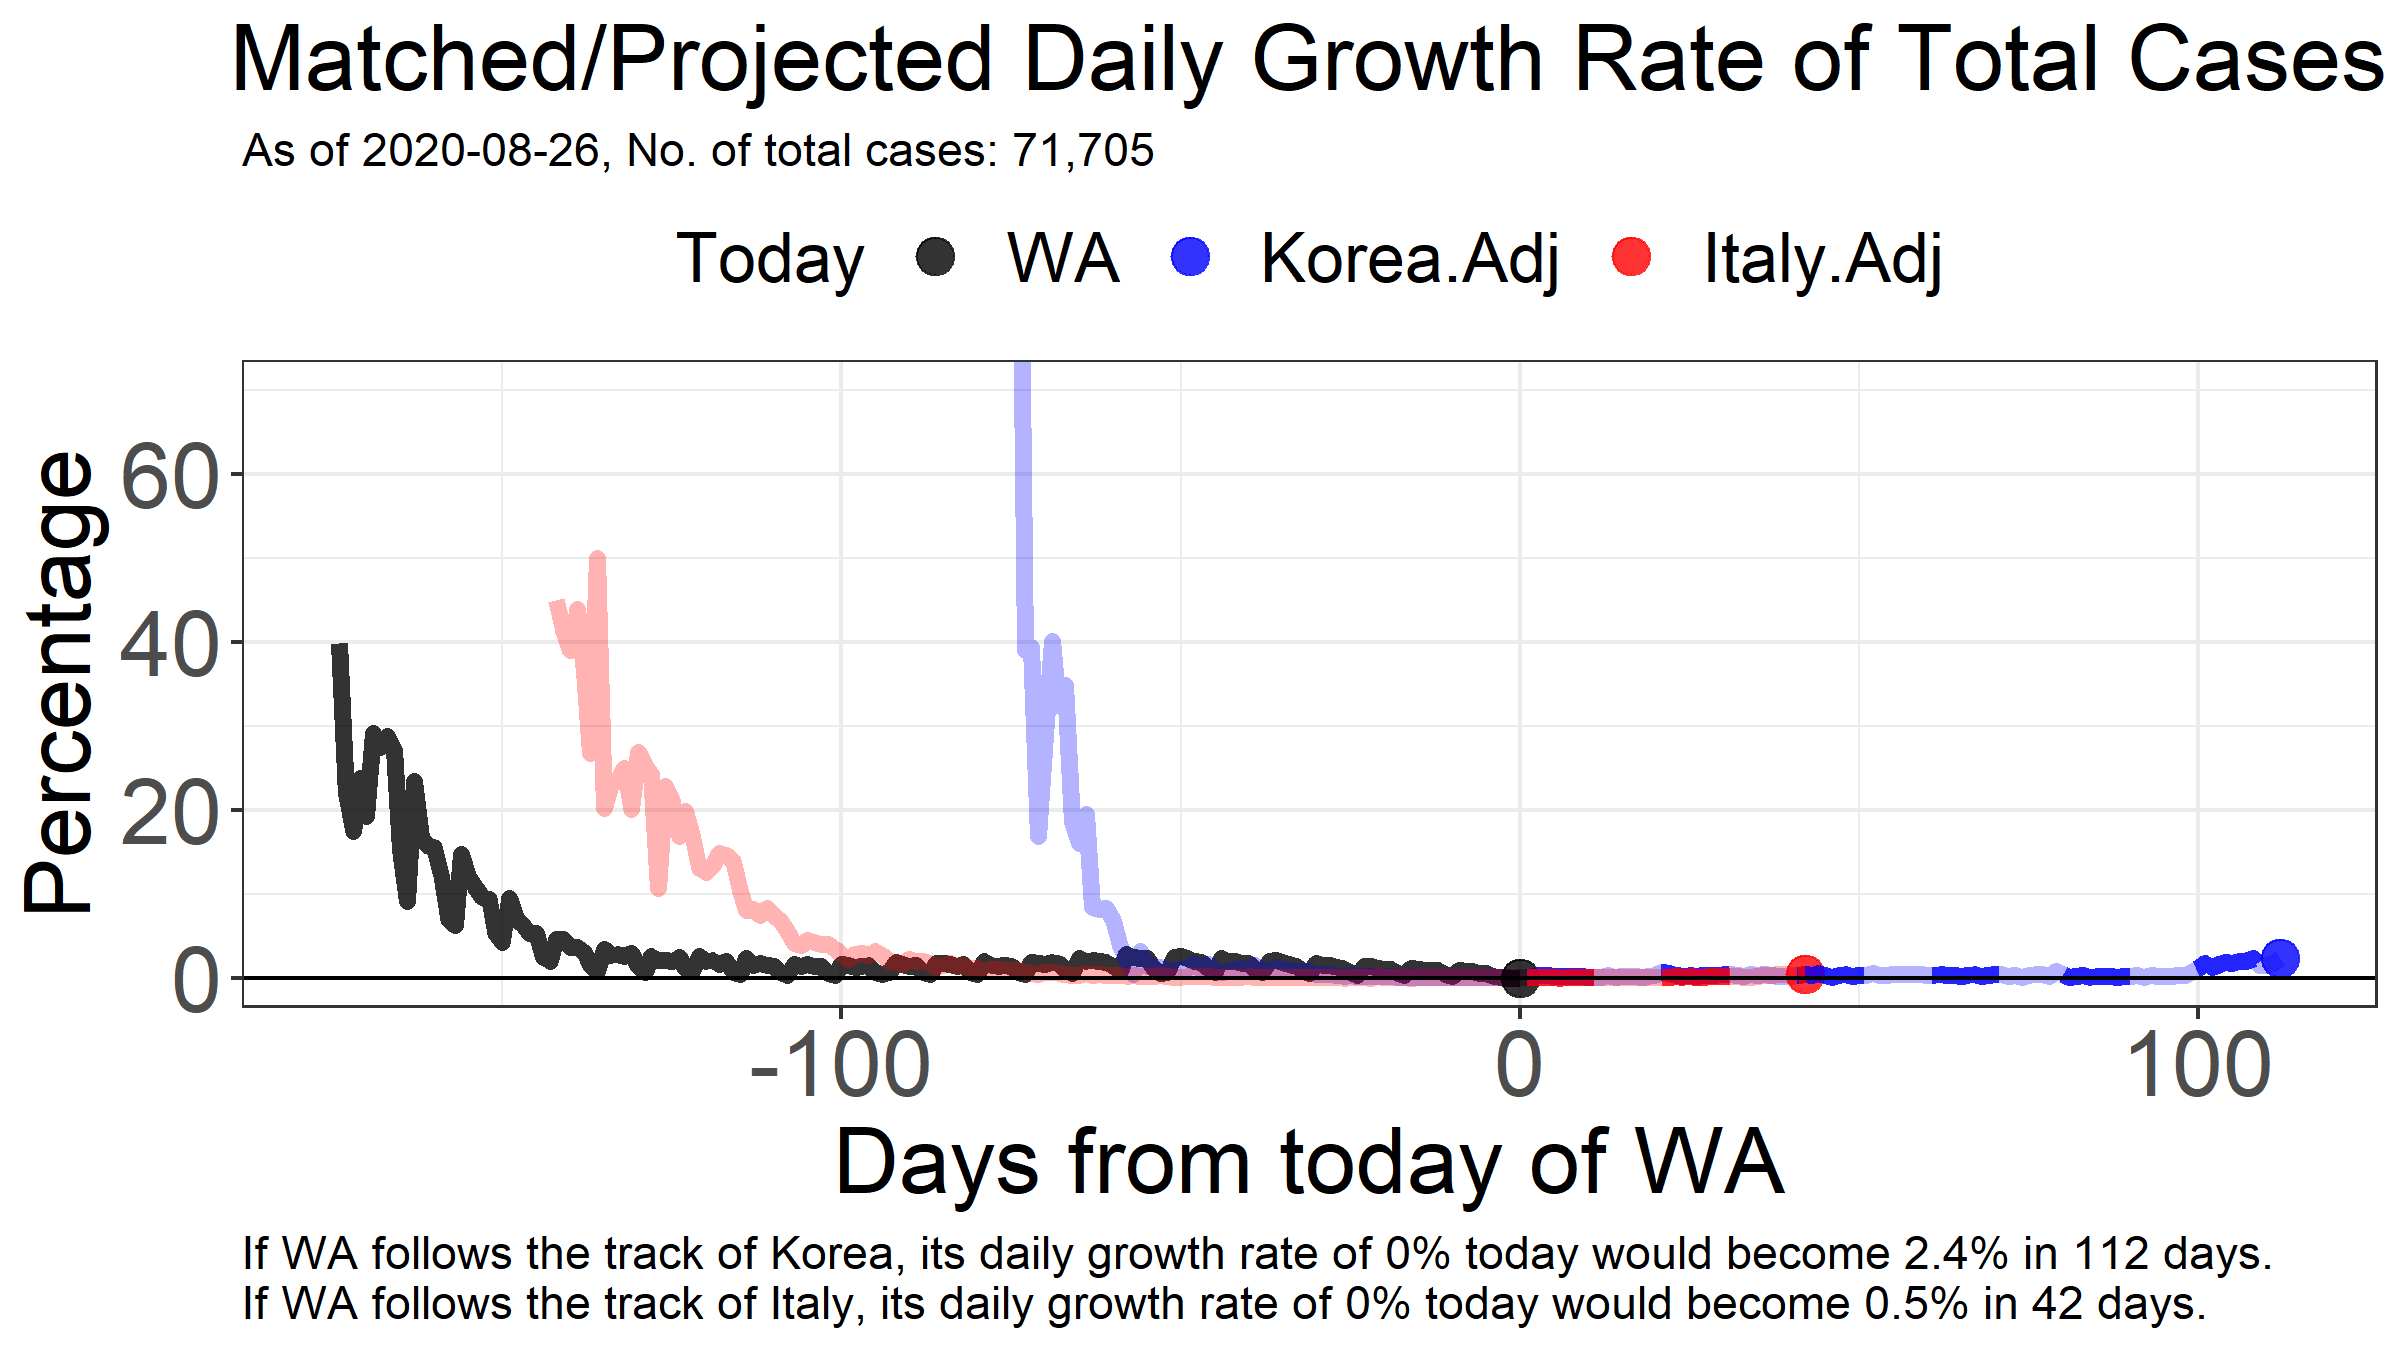 Matched/Projected Daily Growth Rate of Total Cases
As of 2020-08-26, No. of total cases: 71,705
Today WA Korea.Adj Italy.Adj
Percentage
60
40
20
0
-100 0 100
Days from today of WA
If WA follows the track of Korea, its daily growth rate of 0% today would become 2.4% in 112 days.
If WA follows the track of Italy, its daily growth rate of 0% today would become 0.5% in 42 days.